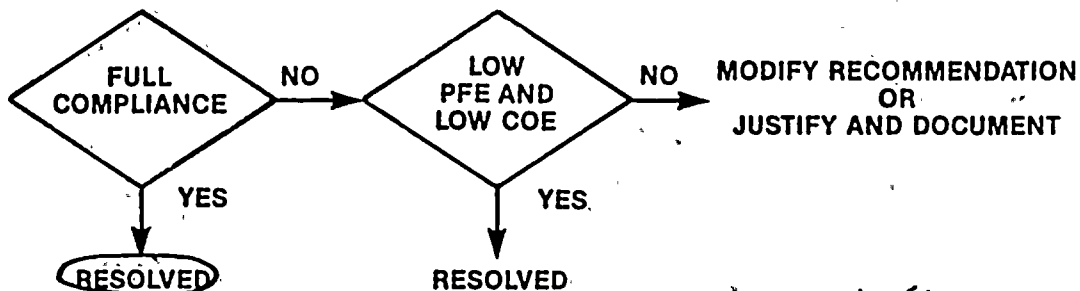 FULL
COMPLIANCE
NO
LOW
PFE AND
LOW COE
NO
MODIFY RECOMMENDATION
OR
JUSTIFY AND DOCUMENT
YES
YES
RESOLVED
RESOLVED